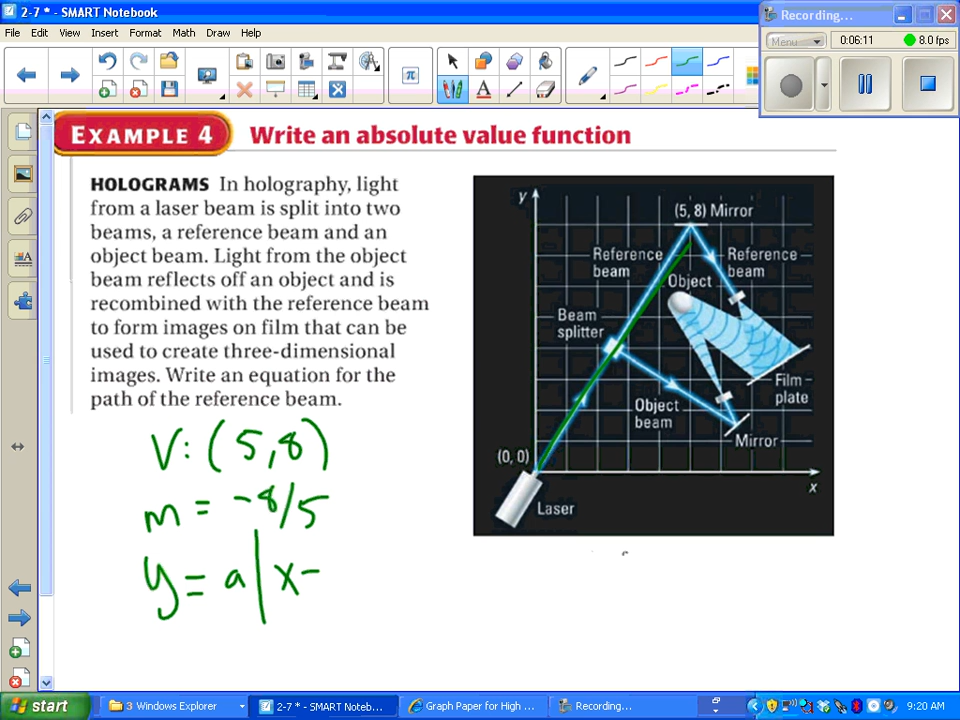 2-7 * - SMART Notebook
Recording...
File Edit View Insert Format Math Draw Help
Menu
0:06:11
8.0 fps
EXAMPLE 4
Write an absolute value function
HOLOGRAMS In holography, light
from a laser beam is split into two
beams, a reference beam and an
object beam. Light from the object
beam reflects off an object and is
recombined with the reference beam
to form images on film that can be
used to create three-dimensional
images. Write an equation for the
path of the reference beam.
V: (5,8)
m = -8/5
y = a|x-
y
(5, 8) Mirror
Reference
beam
Reference
beam
Object
Beam
splitter
Film
plate
Object
beam
Mirror
(0, 0)
x
Laser
start
3 Windows Explorer
2-7 * - SMART Noteb...
Graph Paper for High ...
Recording...
9:20 AM